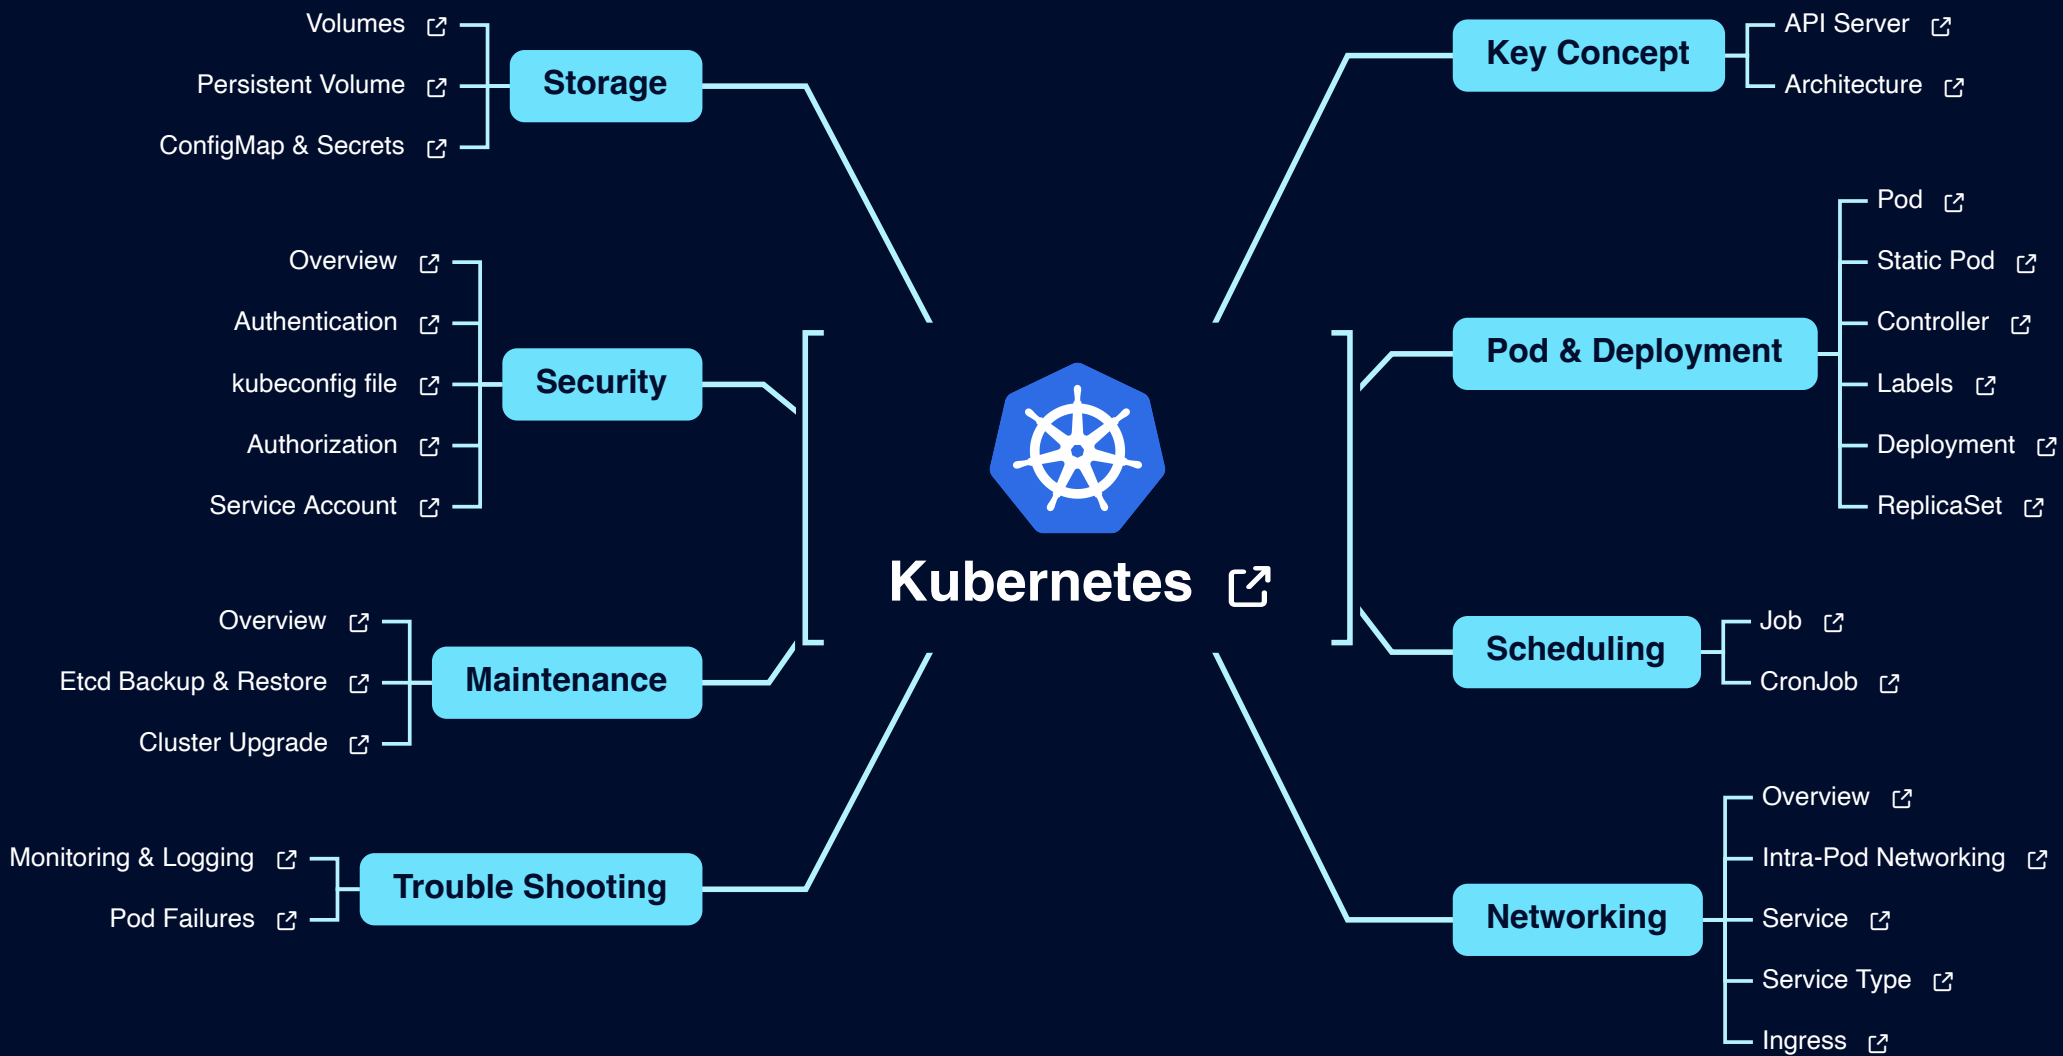 Volumes
Persistent Volume
ConfigMap & Secrets
Storage
Overview
Authentication
kubeconfig file
Authorization
Service Account
Security
Overview
Etcd Backup & Restore
Cluster Upgrade
Maintenance
Monitoring & Logging
Pod Failures
Trouble Shooting
Kubernetes
Key Concept
API Server
Architecture
Pod & Deployment
Pod
Static Pod
Controller
Labels
Deployment
ReplicaSet
Scheduling
Job
CronJob
Networking
Overview
Intra-Pod Networking
Service
Service Type
Ingress